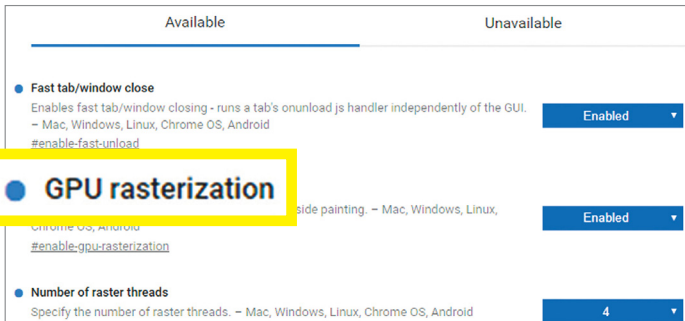 Available Unavailable
Fast tab/window close
Enables fast tab/window closing - runs a tab's onunload js handler independently of the GUI.
– Mac, Windows, Linux, Chrome OS, Android
Enabled
#enable-fast-unload
GPU rasterization
side painting. – Mac, Windows, Linux,
Chrome OS, Android
Enabled
#enable-gpu-rasterization
Number of raster threads
Specify the number of raster threads. – Mac, Windows, Linux, Chrome OS, Android
4